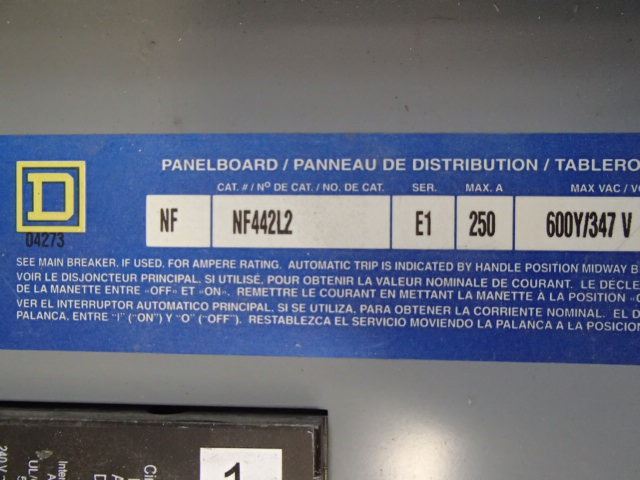 PANELBOARD / PANNEAU DE DISTRIBUTION / TABLERO
CAT. # / Nº DE CAT. / NO. DE CAT. SER. MAX. A MAX VAC /
D NF NF442L2 E1 250 600Y/347 V
04273
SEE MAIN BREAKER, IF USED, FOR AMPERE RATING. AUTOMATIC TRIP IS INDICATED BY HANDLE POSITION MIDWAY B
VOIR LE DISJONCTEUR PRINCIPAL, SI UTILISÉ, POUR OBTENIR LA VALEUR NOMINALE DE COURANT. LE DÉCLE
DE LA MANETTE ENTRE «OFF» ET «ON». REMETTRE LE COURANT EN METTANT LA MANETTE A LA POSITION
VER EL INTERRUPTOR AUTOMATICO PRINCIPAL, SI SE UTILIZA, PARA OBTENER LA CORRIENTE NOMINAL. EL D
PALANCA, ENTRE "I" ("ON") Y "O" ("OFF"). RESTABLEZCA EL SERVICIO MOVIENDO LA PALANCA A LA POSICION
1
240V
UL/
Inte
Ci